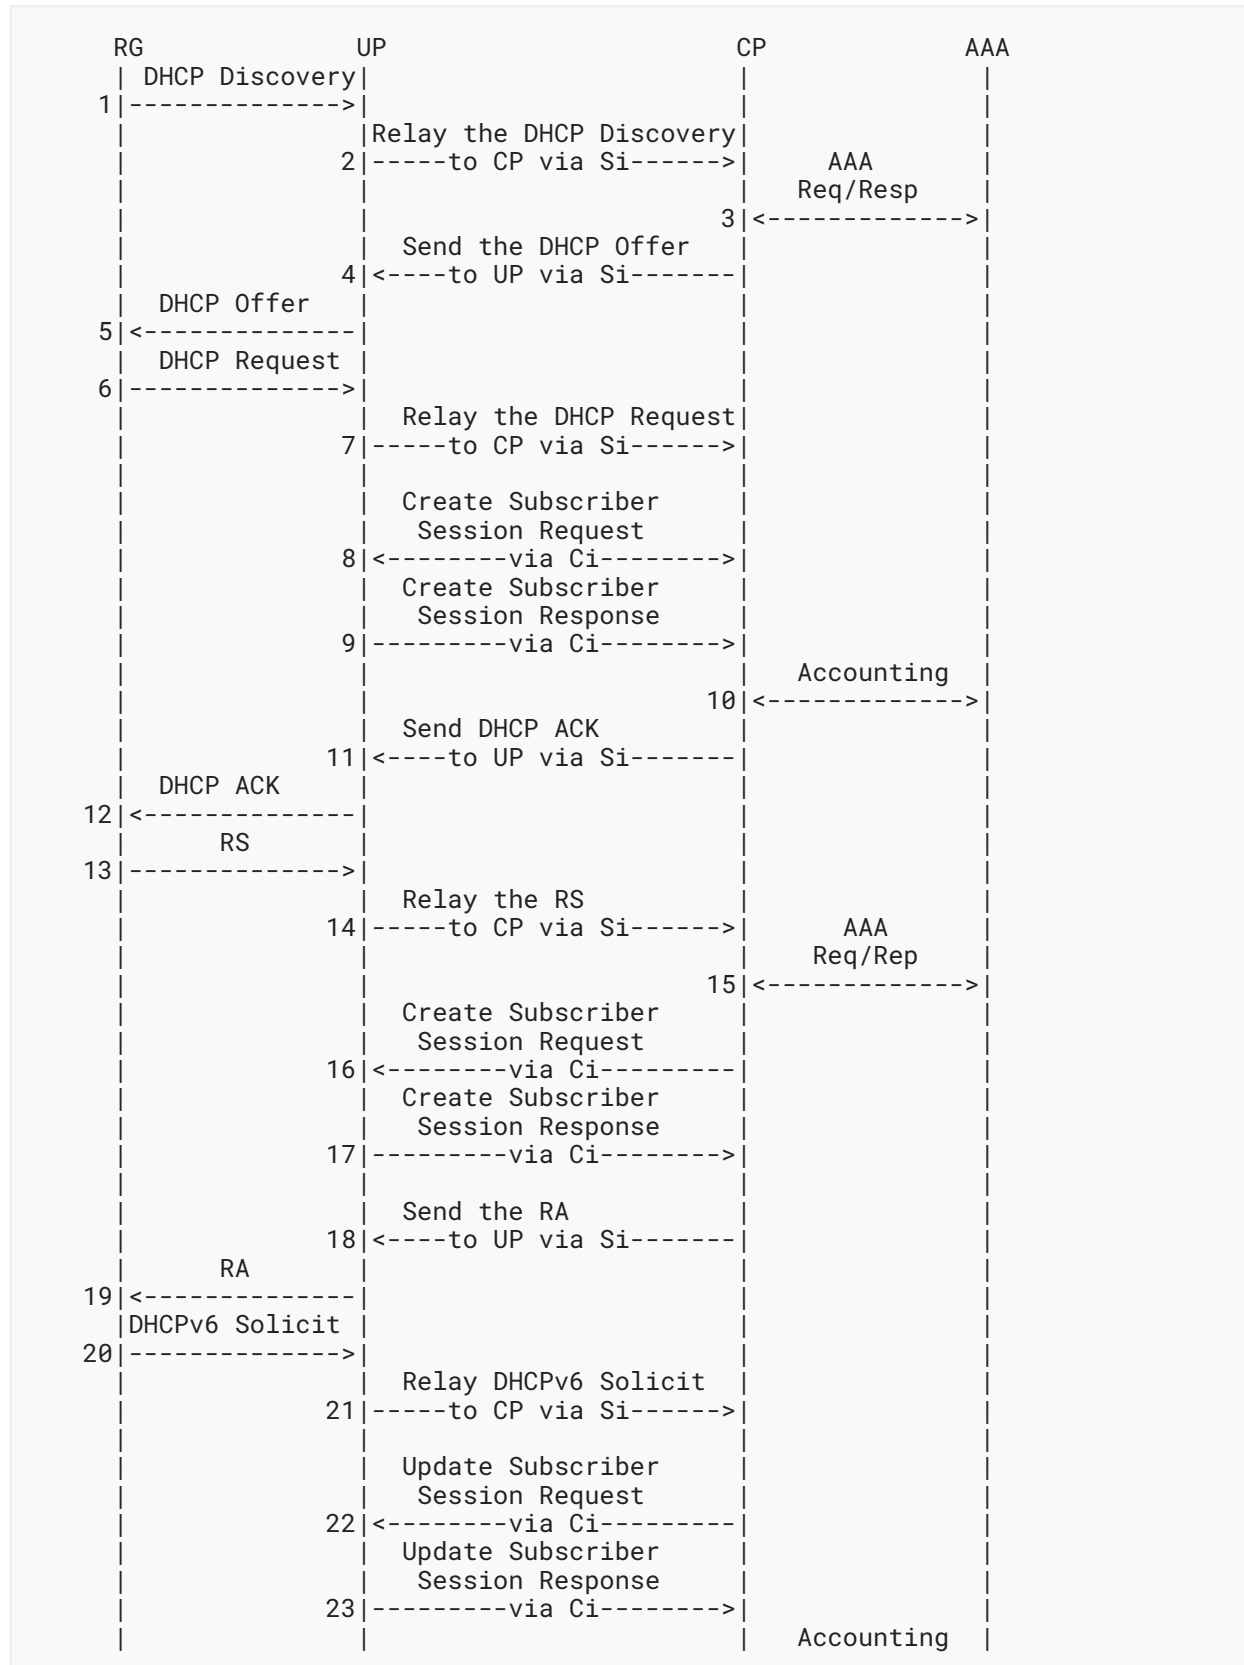 RG UP CP AAA
| DHCP Discovery| | |
1|-------------->| | |
| |Relay the DHCP Discovery| |
| 2|-----to CP via Si------>| AAA |
| | | Req/Resp |
| | 3|<------------->|
| | Send the DHCP Offer | |
| 4|<----to UP via Si-------| |
| DHCP Offer | | |
5|<--------------| | |
| DHCP Request | | |
6|-------------->| | |
| | Relay the DHCP Request| |
| 7|-----to CP via Si------>| |
| | | |
| | Create Subscriber | |
| | Session Request | |
| 8|<--------via Ci-------->| |
| | Create Subscriber | |
| | Session Response | |
| 9|---------via Ci-------->| |
| | | Accounting |
| | 10|<------------->|
| | Send DHCP ACK | |
| 11|<----to UP via Si-------| |
| DHCP ACK | | |
12|<--------------| | |
| RS | | |
13|-------------->| | |
| | Relay the RS | |
| 14|-----to CP via Si------>| AAA |
| | | Req/Rep |
| | 15|<------------->|
| | Create Subscriber | |
| | Session Request | |
| 16|<--------via Ci---------| |
| | Create Subscriber | |
| | Session Response | |
| 17|---------via Ci-------->| |
| | | |
| | Send the RA | |
| 18|<----to UP via Si-------| |
| RA | | |
19|<--------------| | |
|DHCPv6 Solicit | | |
20|-------------->| | |
| | Relay DHCPv6 Solicit | |
| 21|-----to CP via Si------>| |
| | | |
| | Update Subscriber | |
| | Session Request | |
| 22|<--------via Ci---------| |
| | Update Subscriber | |
| | Session Response | |
| 23|---------via Ci-------->| |
| | | Accounting |